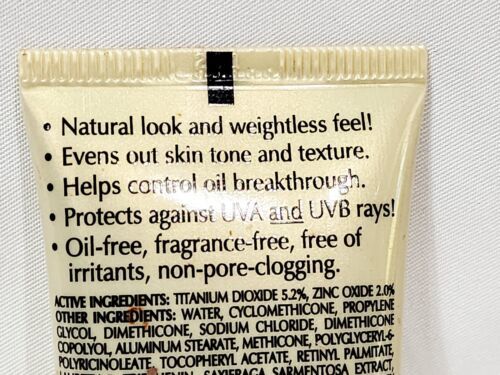 • Natural look and weightless feel!
• Evens out skin tone and texture.
• Helps control oil breakthrough.
• Protects against UVA and UVB rays!
• Oil-free, fragrance-free, free of
irritants, non-pore-clogging.
ACTIVE INGREDIENTS: TITANIUM DIOXIDE 5.2%, ZINC OXIDE 2.0%
OTHER INGREDIENTS: WATER, CYCLOMETHICONE, PROPYLENE
GLYCOL, DIMETHICONE, SODIUM CHLORIDE, DIMETHICONE
COPOLYOL, ALUMINUM STEARATE, METHICONE, POLYGLYCERYL-6-
POLYRICINOLEATE, TOCOPHERYL ACETATE, RETINYL PALMITATE,
SAXIFRAGA SARMENTOSA EXTRACT,